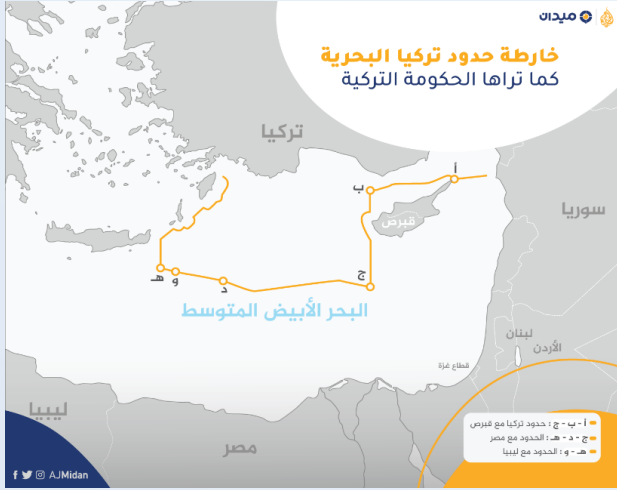 ميدان
خارطة حدود تركيا البحرية
كما تراها الحكومة التركية
تركيا
أ
ب
سوريا
قبرص
هـ
و
د
ج
البحر الأبيض المتوسط
لبنان
الأردن
قطاع غزة
ليبيا
مصر
أ - ب - ج : حدود تركيا مع قبرص
ج - د - هـ : الحدود مع مصر
هـ - و : الحدود مع ليبيا
AJMidan